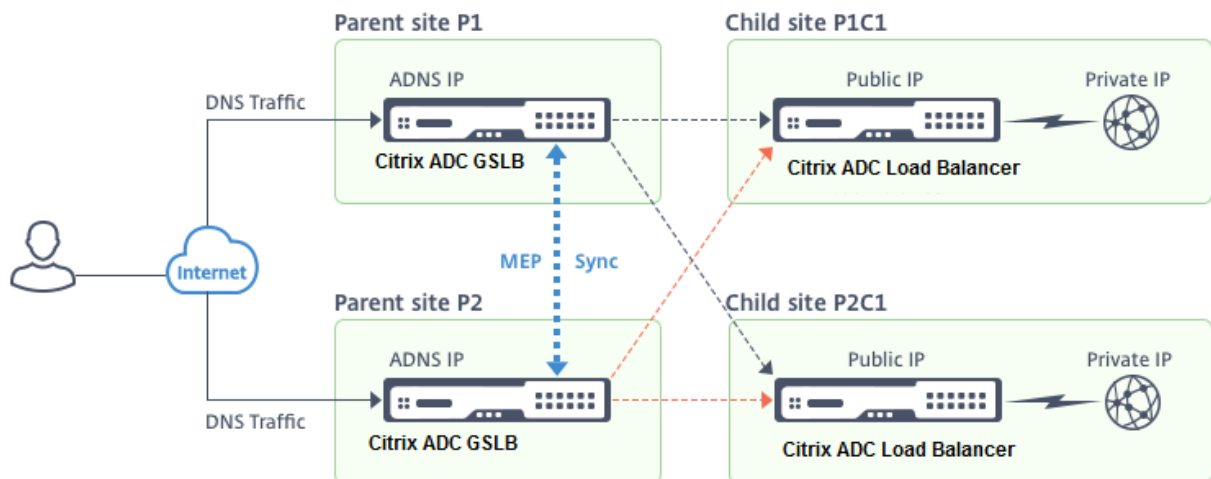 Parent site P1
Child site P1C1
ADNS IP
Public IP
Private IP
DNS Traffic
Citrix ADC GSLB
Citrix ADC Load Balancer
Internet
MEP Sync
Parent site P2
Child site P2C1
ADNS IP
Public IP
Private IP
DNS Traffic
Citrix ADC GSLB
Citrix ADC Load Balancer